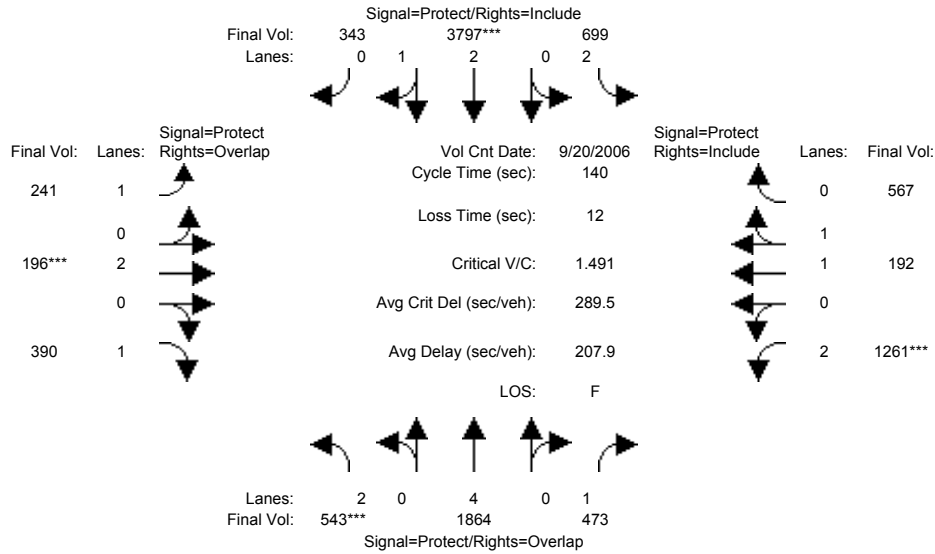 Signal=Protect/Rights=Include
Final Vol: 343 3797*** 699
Lanes: 0 1 2 0 2
Signal=Protect
Final Vol: Lanes: Rights=Overlap
Vol Cnt Date: 9/20/2006
Signal=Protect
Rights=Include Lanes: Final Vol:
Cycle Time (sec): 140
241 1
0 567
Loss Time (sec): 12
0
1
196*** 2
Critical V/C: 1.491
1 192
0
Avg Crit Del (sec/veh): 289.5
0
390 1
Avg Delay (sec/veh): 207.9
2 1261***
LOS: F
Lanes: 2 0 4 0 1
Final Vol: 543*** 1864 473
Signal=Protect/Rights=Overlap